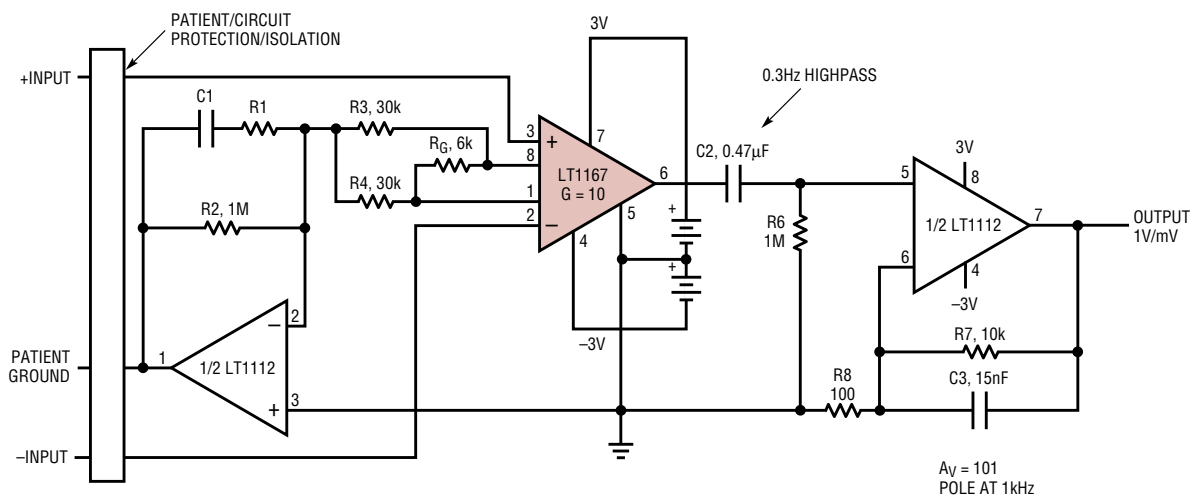 PATIENT/CIRCUIT
PROTECTION/ISOLATION
+INPUT
C1
R1
R3, 30k
RG, 6k
R4, 30k
R2, 1M
3
+
8
1
2
–
7
LT1167
G = 10
6
5
4
3V
–3V
+
+
0.3Hz HIGHPASS
C2, 0.47µF
R6
1M
5
6
3V
8
1/2 LT1112
7
4
–3V
OUTPUT
1V/mV
R7, 10k
C3, 15nF
R8
100
AV = 101
POLE AT 1kHz
PATIENT
GROUND
1
1/2 LT1112
–
2
+
3
–INPUT